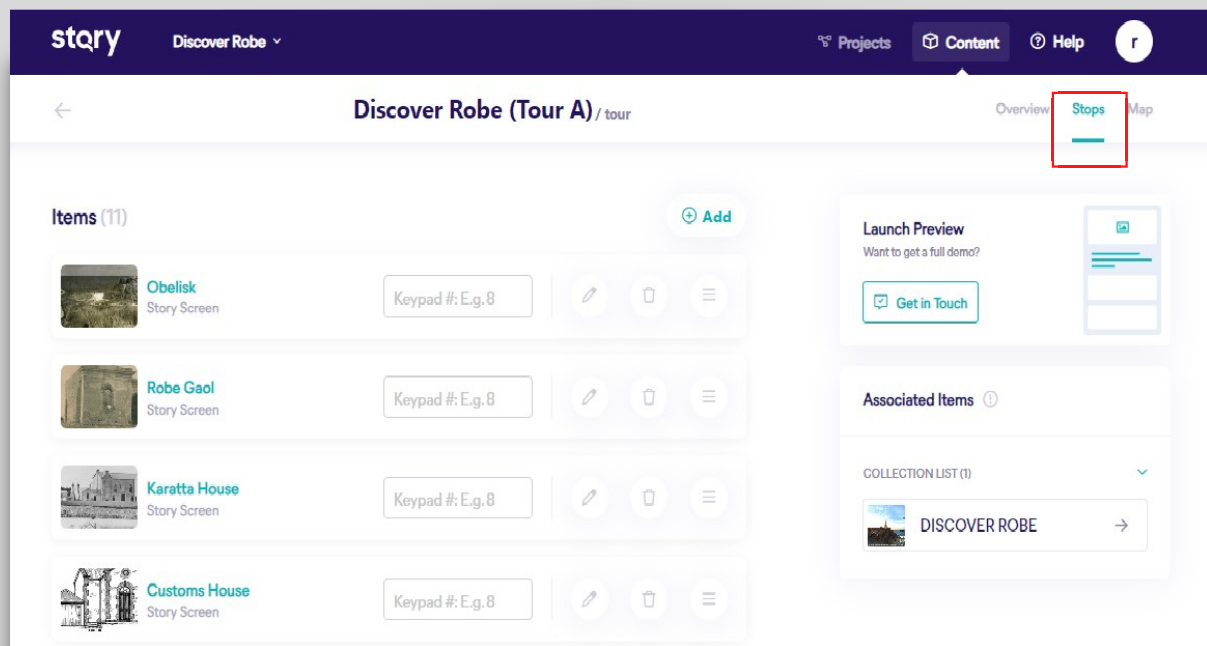 stqry
Discover Robe
Projects
Content
Help
r
Discover Robe (Tour A) / tour
Overview
Stops
Map
Items (11)
Add
Obelisk
Story Screen
Keypad #: E.g. 8
Robe Gaol
Story Screen
Keypad #: E.g. 8
Karatta House
Story Screen
Keypad #: E.g. 8
Customs House
Story Screen
Keypad #: E.g. 8
Launch Preview
Want to get a full demo?
Get in Touch
Associated Items
COLLECTION LIST (1)
DISCOVER ROBE